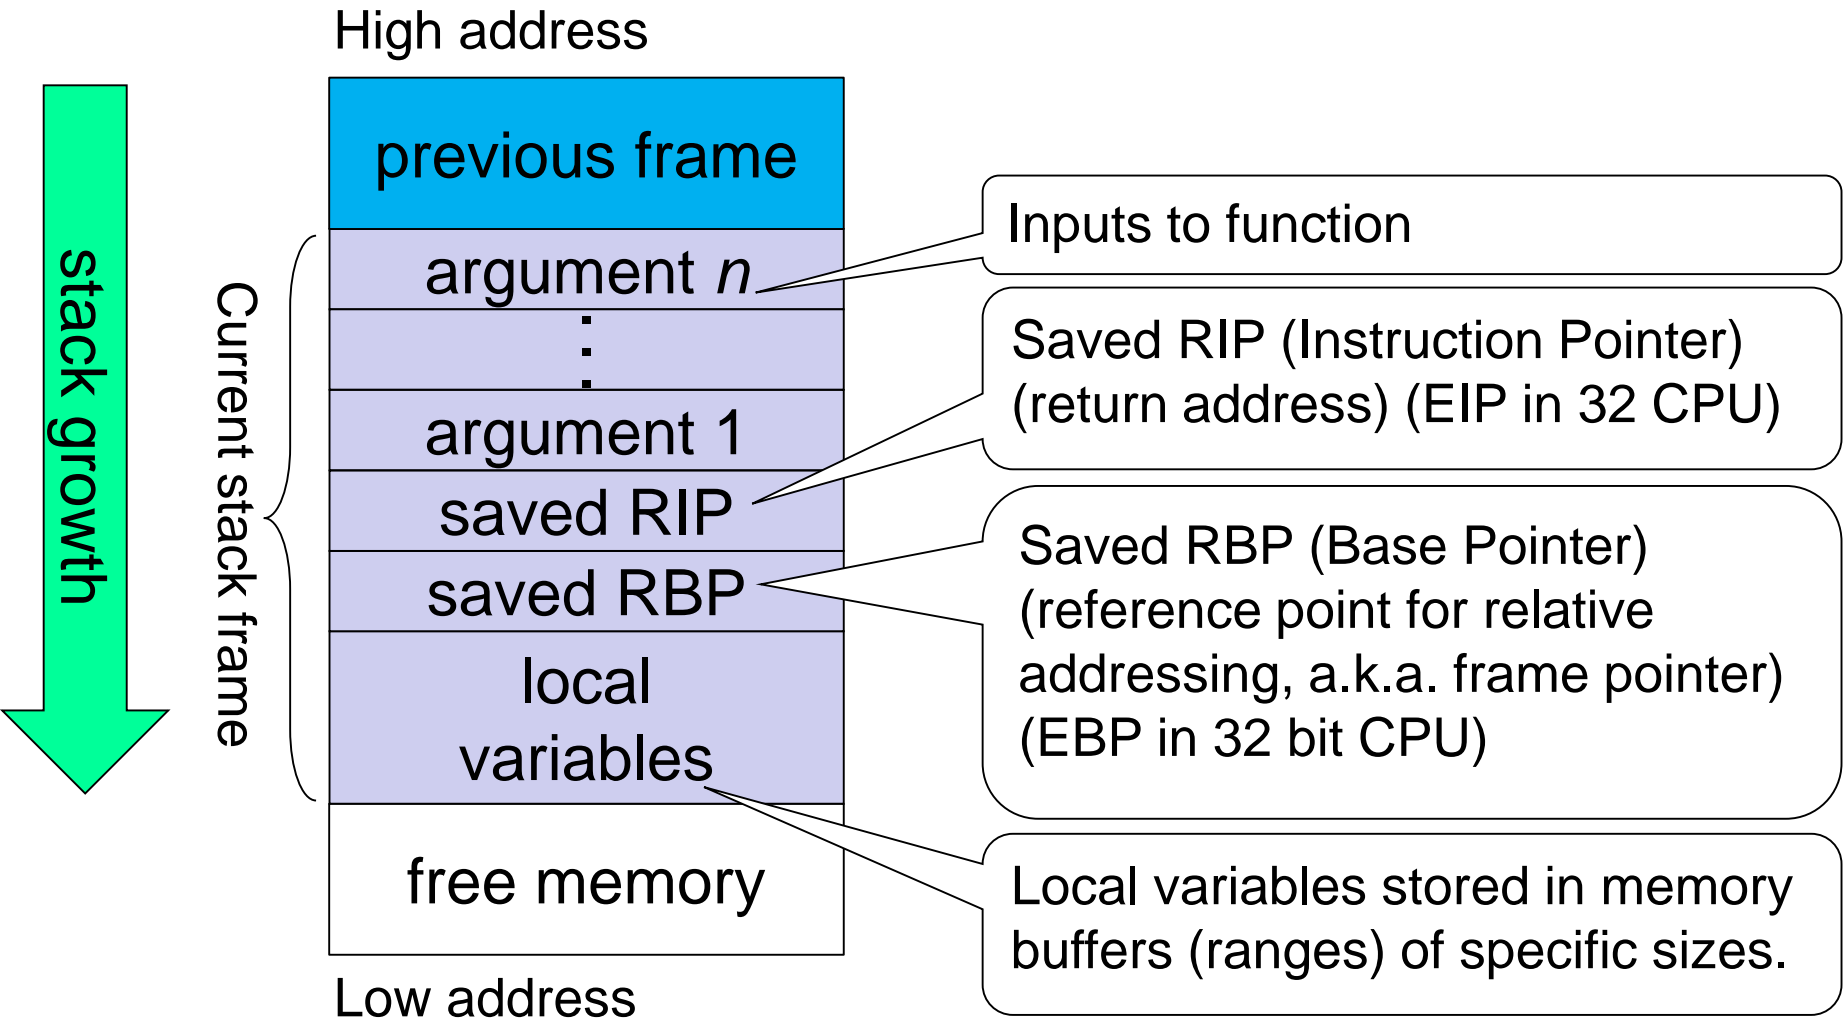 High address
previous frame
argument n
argument 1
saved RIP
saved RBP
local
variables
free memory
Low address
stack growth
Current stack frame
Inputs to function
Saved RIP (Instruction Pointer)
(return address) (EIP in 32 CPU)
Saved RBP (Base Pointer)
(reference point for relative
addressing, a.k.a. frame pointer)
(EBP in 32 bit CPU)
Local variables stored in memory
buffers (ranges) of specific sizes.